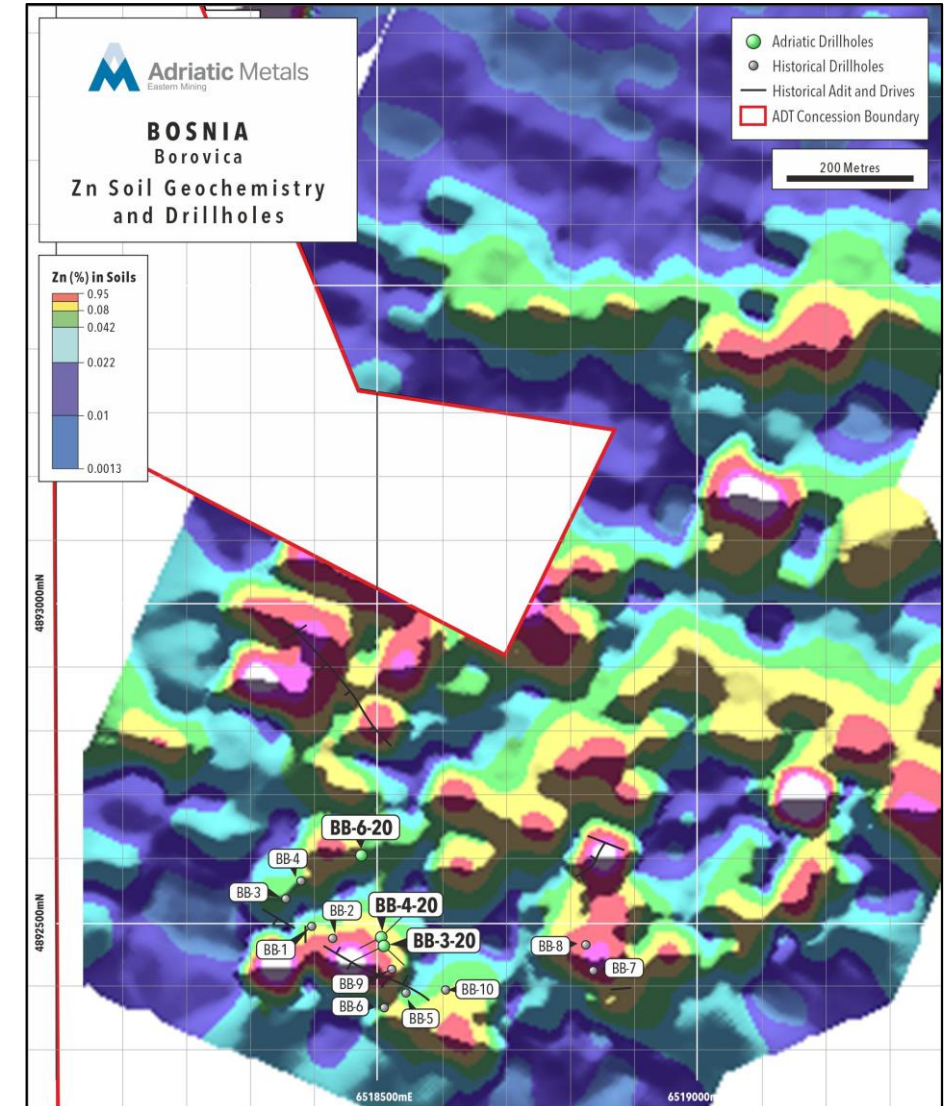 Adriatic Metals
Eastern Mining
BOSNIA
Borovica
Zn Soil Geochemistry
and Drillholes
Adriatic Drillholes
Historical Drillholes
Historical Adit and Drives
ADT Concession Boundary
200 Metres
Zn (%) in Soils
0.95
0.08
0.042
0.022
0.01
0.0013
4893000mN
BB-6-20
BB-4
BB-3
BB-2
BB-4-20
4892500mN
BB-1
BB-3-20
BB-8
BB-7
BB-9
BB-10
BB-6
BB-5
6518500mE
6519000m